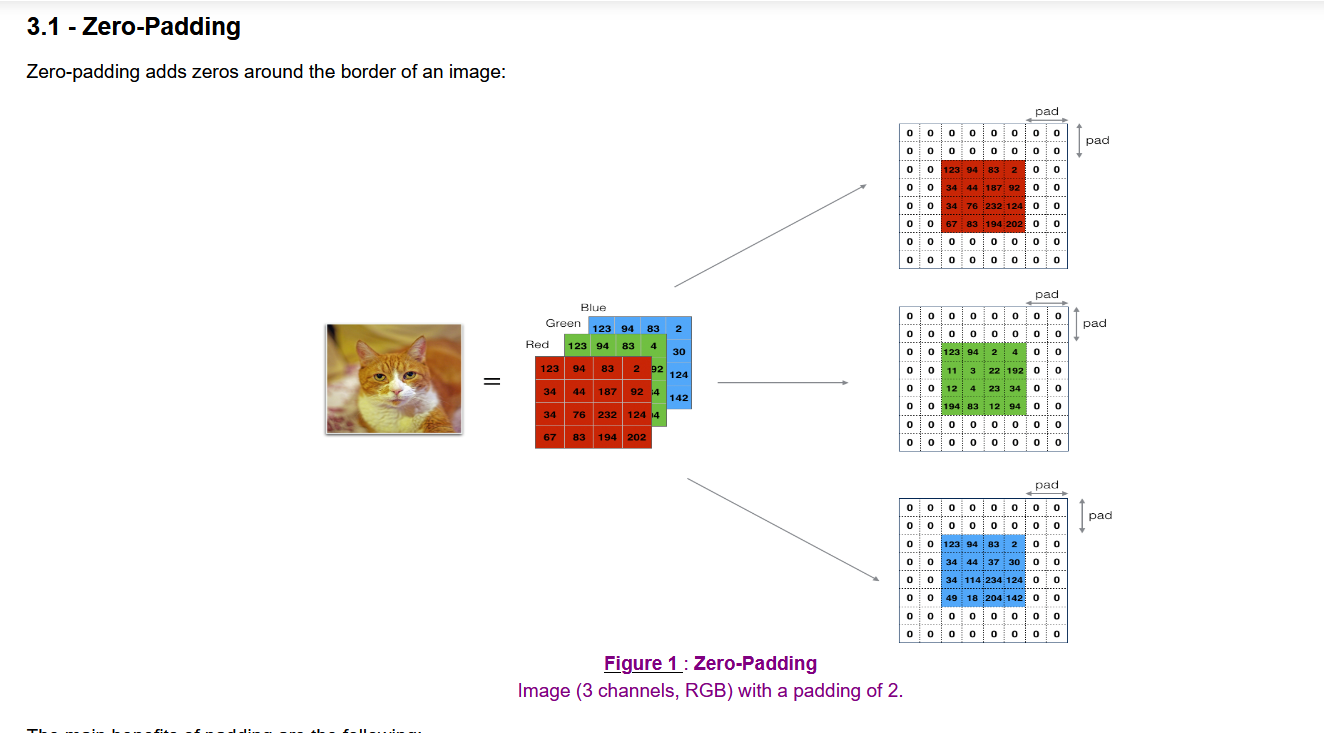 3.1 - Zero-Padding
Zero-padding adds zeros around the border of an image:
pad
pad
0 0 0 0 0 0 0 0
0 0 0 0 0 0 0 0
0 0 123 94 83 2 0 0
0 0 34 44 187 92 0 0
0 0 34 76 232 124 0 0
0 0 67 83 194 202 0 0
0 0 0 0 0 0 0 0
0 0 0 0 0 0 0 0
Blue
123 94 83 2
30
124
142
Green
123 94 83 4
92
4
4
Red
123 94 83 2
34 44 187 92
34 76 232 124
67 83 194 202
=
pad
pad
0 0 0 0 0 0 0 0
0 0 0 0 0 0 0 0
0 0 123 94 2 4 0 0
0 0 11 3 22 192 0 0
0 0 12 4 23 34 0 0
0 0 194 83 12 94 0 0
0 0 0 0 0 0 0 0
0 0 0 0 0 0 0 0
pad
pad
0 0 0 0 0 0 0 0
0 0 0 0 0 0 0 0
0 0 123 94 83 2 0 0
0 0 34 44 37 30 0 0
0 0 34 114 234 124 0 0
0 0 49 18 204 142 0 0
0 0 0 0 0 0 0 0
0 0 0 0 0 0 0 0
Figure 1 : Zero-Padding
Image (3 channels, RGB) with a padding of 2.
The main benefits of padding are the following: